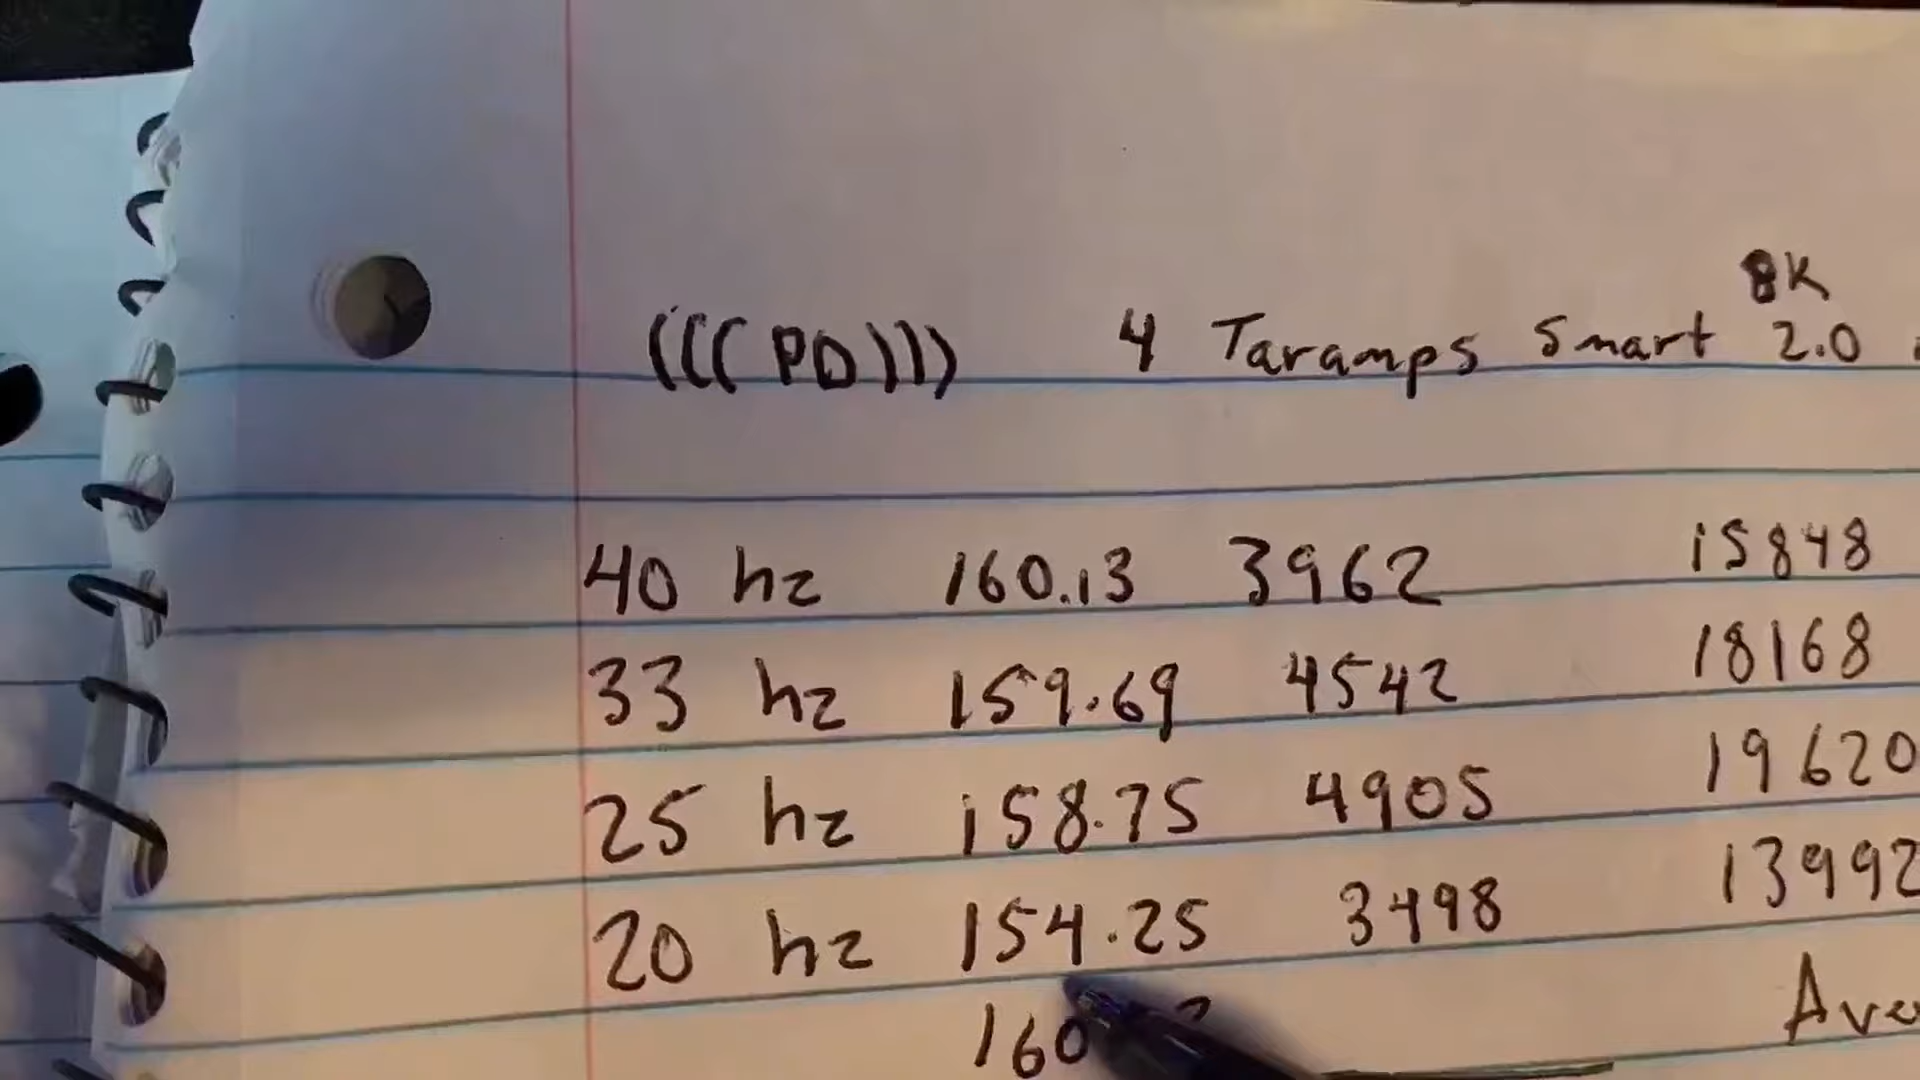 8K
(((PD))) 4 Taramps Smart 2.0
40 hz 160.13 3962 15848
33 hz 159.69 4542 18168
25 hz 158.75 4905 19620
20 hz 154.25 3498 13992
160